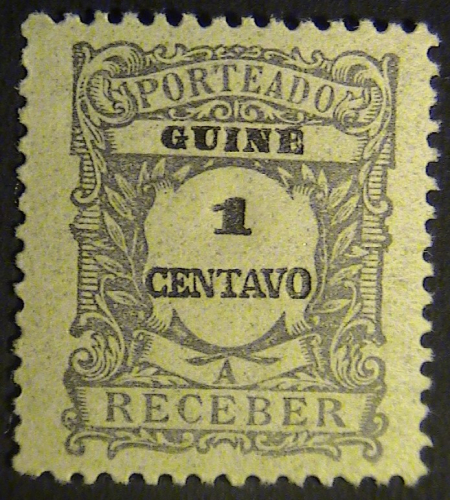 PORTEADO
GUINÉ
1
CENTAVO
A
RECEBER